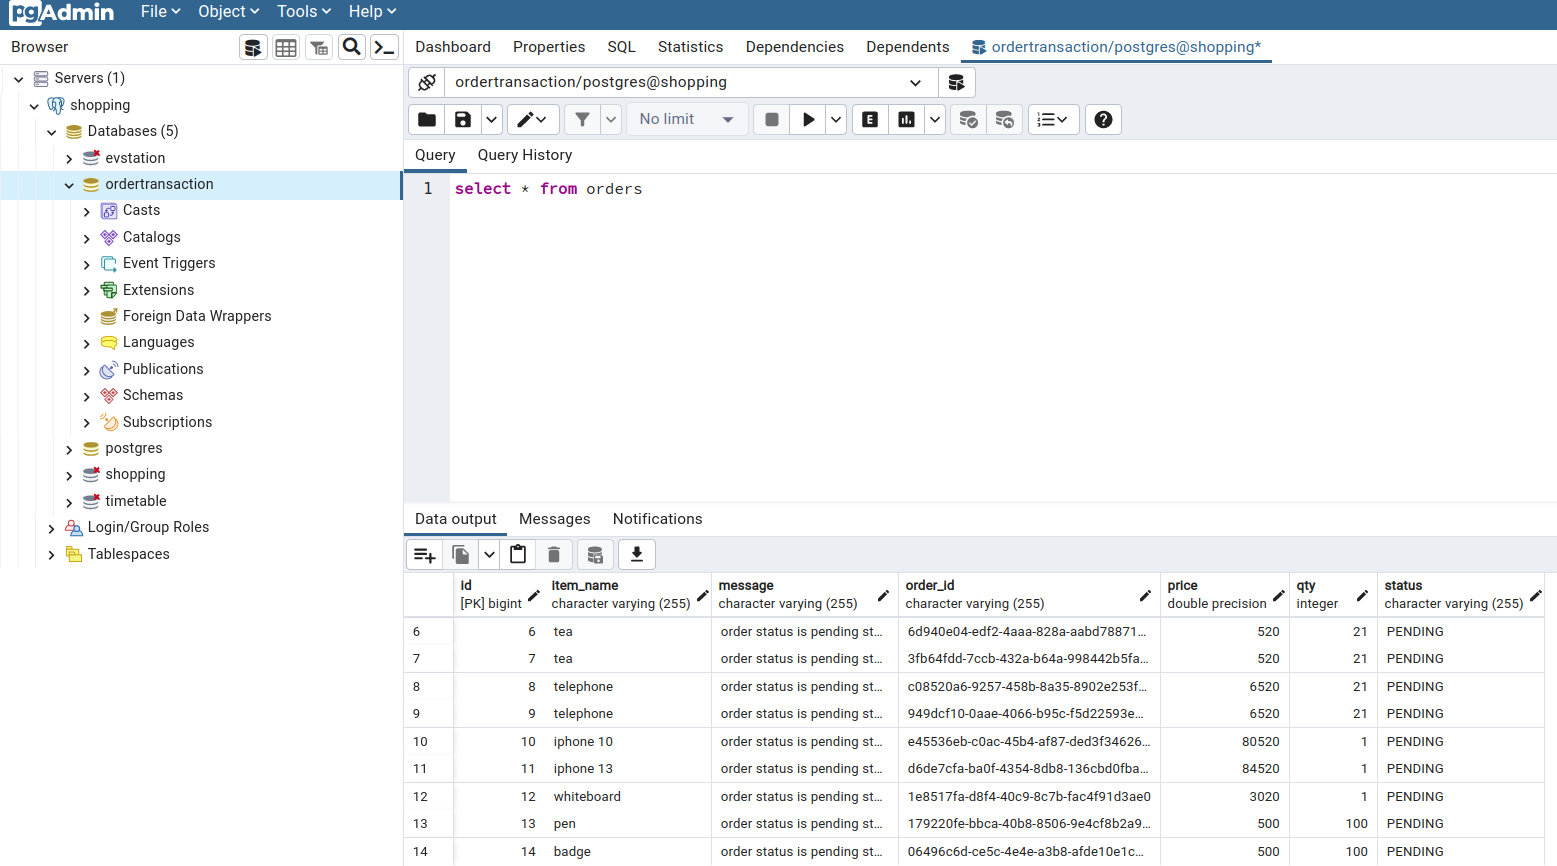 pgAdmin File Object Tools Help
Browser
Dashboard Properties SQL Statistics Dependencies Dependents ordertransaction/postgres@shopping*
Servers (1)
shopping
Databases (5)
evstation
ordertransaction
Casts
Catalogs
Event Triggers
Extensions
Foreign Data Wrappers
Languages
Publications
Schemas
Subscriptions
postgres
shopping
timetable
Login/Group Roles
Tablespaces
ordertransaction/postgres@shopping
No limit E
Query Query History
1 select * from orders
Data output Messages Notifications
id item_name message order_id price qty status
[PK] bigint character varying (255) character varying (255) character varying (255) double precision integer character varying (255)
6 6 tea order status is pending st... 6d940e04-edf2-4aaa-828a-aabd78871... 520 21 PENDING
7 7 tea order status is pending st... 3fb64fdd-7ccb-432a-b64a-998442b5fa... 520 21 PENDING
8 8 telephone order status is pending st... c08520a6-9257-458b-8a35-8902e253f... 6520 21 PENDING
9 9 telephone order status is pending st... 949dcf10-0aae-4066-b95c-f5d22593e... 6520 21 PENDING
10 10 iphone 10 order status is pending st... e45536eb-c0ac-45b4-af87-ded3f34626... 80520 1 PENDING
11 11 iphone 13 order status is pending st... d6de7cfa-ba0f-4354-8db8-136cbd0fba... 84520 1 PENDING
12 12 whiteboard order status is pending st... 1e8517fa-d8f4-40c9-8c7b-fac4f91d3ae0 3020 1 PENDING
13 13 pen order status is pending st... 179220fe-bbca-40b8-8506-9e4cf8b2a9... 500 100 PENDING
14 14 badge order status is pending st... 06496c6d-ce5c-4e4e-a3b8-afde10e1c... 500 100 PENDING